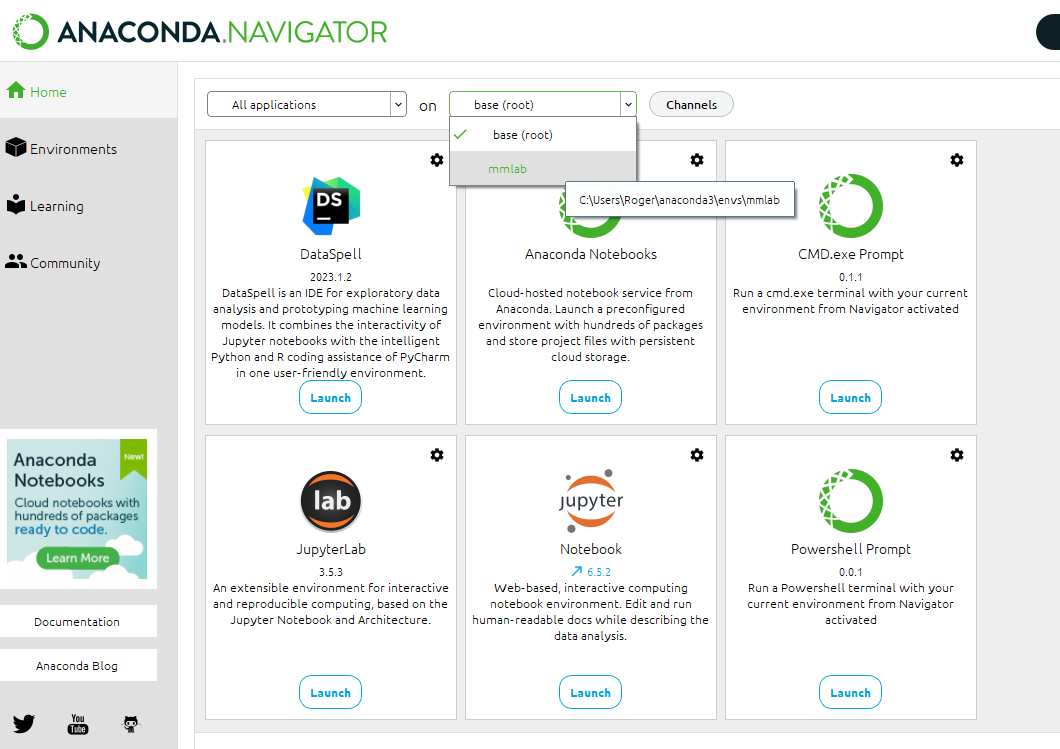 ANACONDA.NAVIGATOR
Home
Environments
Learning
Community
Anaconda
Notebooks
New!
Cloud notebooks with
hundreds of packages
ready to code.
Learn More
Documentation
Anaconda Blog
You
Tube
All applications
on
base (root)
Channels
base (root)
mmlab
C:\Users\Roger\anaconda3\envs\mmlab
DS
DataSpell
2023.1.2
DataSpell is an IDE for exploratory data
analysis and prototyping machine learning
models. It combines the interactivity of
Jupyter notebooks with the intelligent
Python and R coding assistance of PyCharm
in one user-friendly environment.
Launch
Anaconda Notebooks
Cloud-hosted notebook service from
Anaconda. Launch a preconfigured
environment with hundreds of packages
and store project files with persistent
cloud storage.
Launch
CMD.exe Prompt
0.1.1
Run a cmd.exe terminal with your current
environment from Navigator activated
Launch
lab
JupyterLab
3.5.3
An extensible environment for interactive
and reproducible computing, based on the
Jupyter Notebook and Architecture.
Launch
jupyter
Notebook
6.5.2
Web-based, interactive computing
notebook environment. Edit and run
human-readable docs while describing the
data analysis.
Launch
Powershell Prompt
0.0.1
Run a Powershell terminal with your
current environment from Navigator
activated
Launch